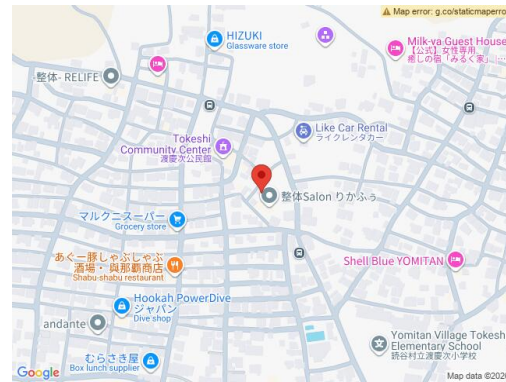 Map error: g.co/staticmaperro
HIZUKI
Glassware store
Milk-ya Guest House
【公式】女性専用
癒しの宿「みるく家」…
整体- RELIFE-
Like Car Rental
ライクレンタカー
Tokeshi
Community Center
渡慶次公民館
整体Salon りかふぅ
マルクニスーパー
Grocery store
あぐー豚しゃぶしゃぶ
酒場・與那覇商店
Shabu-shabu restaurant
Shell Blue YOMITAN
Hookah PowerDive
ジャパン
Dive shop
andante
Yomitan Village Tokesh
Elementary School
読谷村立渡慶次小学校
むらさき屋
Box lunch supplier
Google
Map data ©2026